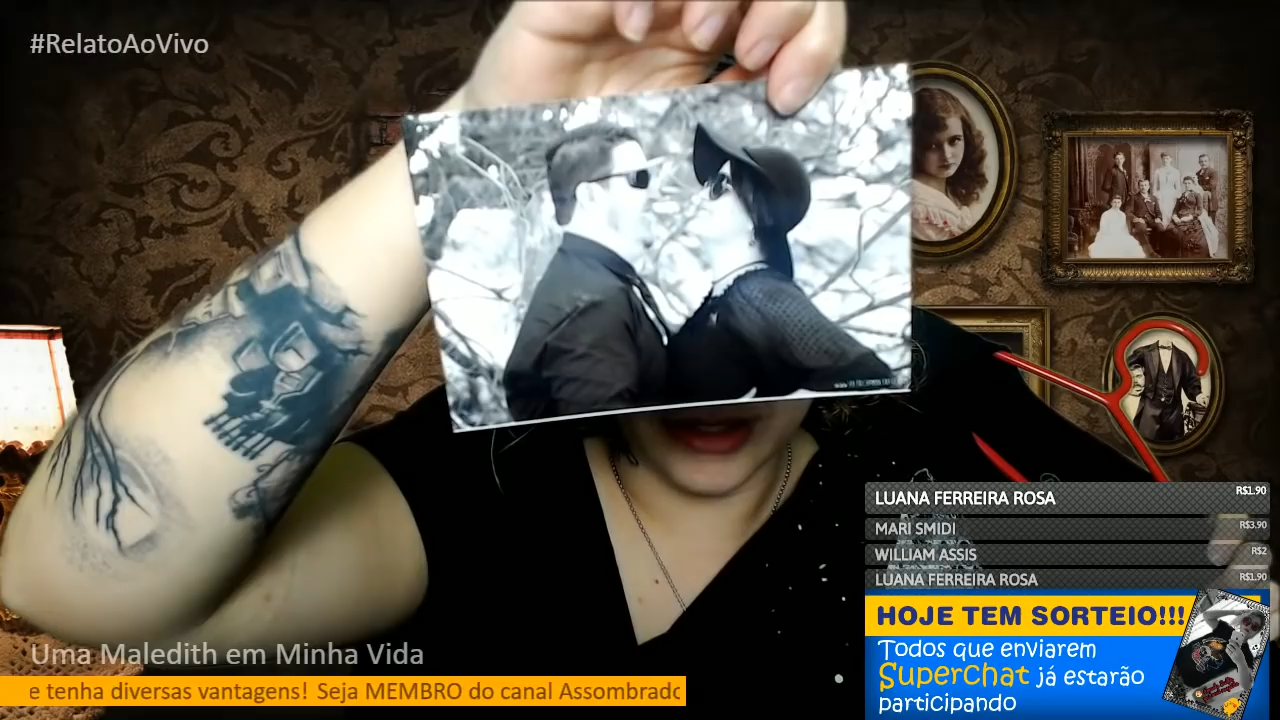 #RelatoAoVivo
LUANA FERREIRA ROSA R$1.90
MARI SMIDI R$3.90
WILLIAM ASSIS R$2
LUANA FERREIRA ROSA R$1.90
HOJE TEM SORTEIO!!!
Todos que enviarem
Superchat já estarão
participando
Uma Maledith em Minha Vida
e tenha diversas vantagens! Seja MEMBRO do canal Assombrado